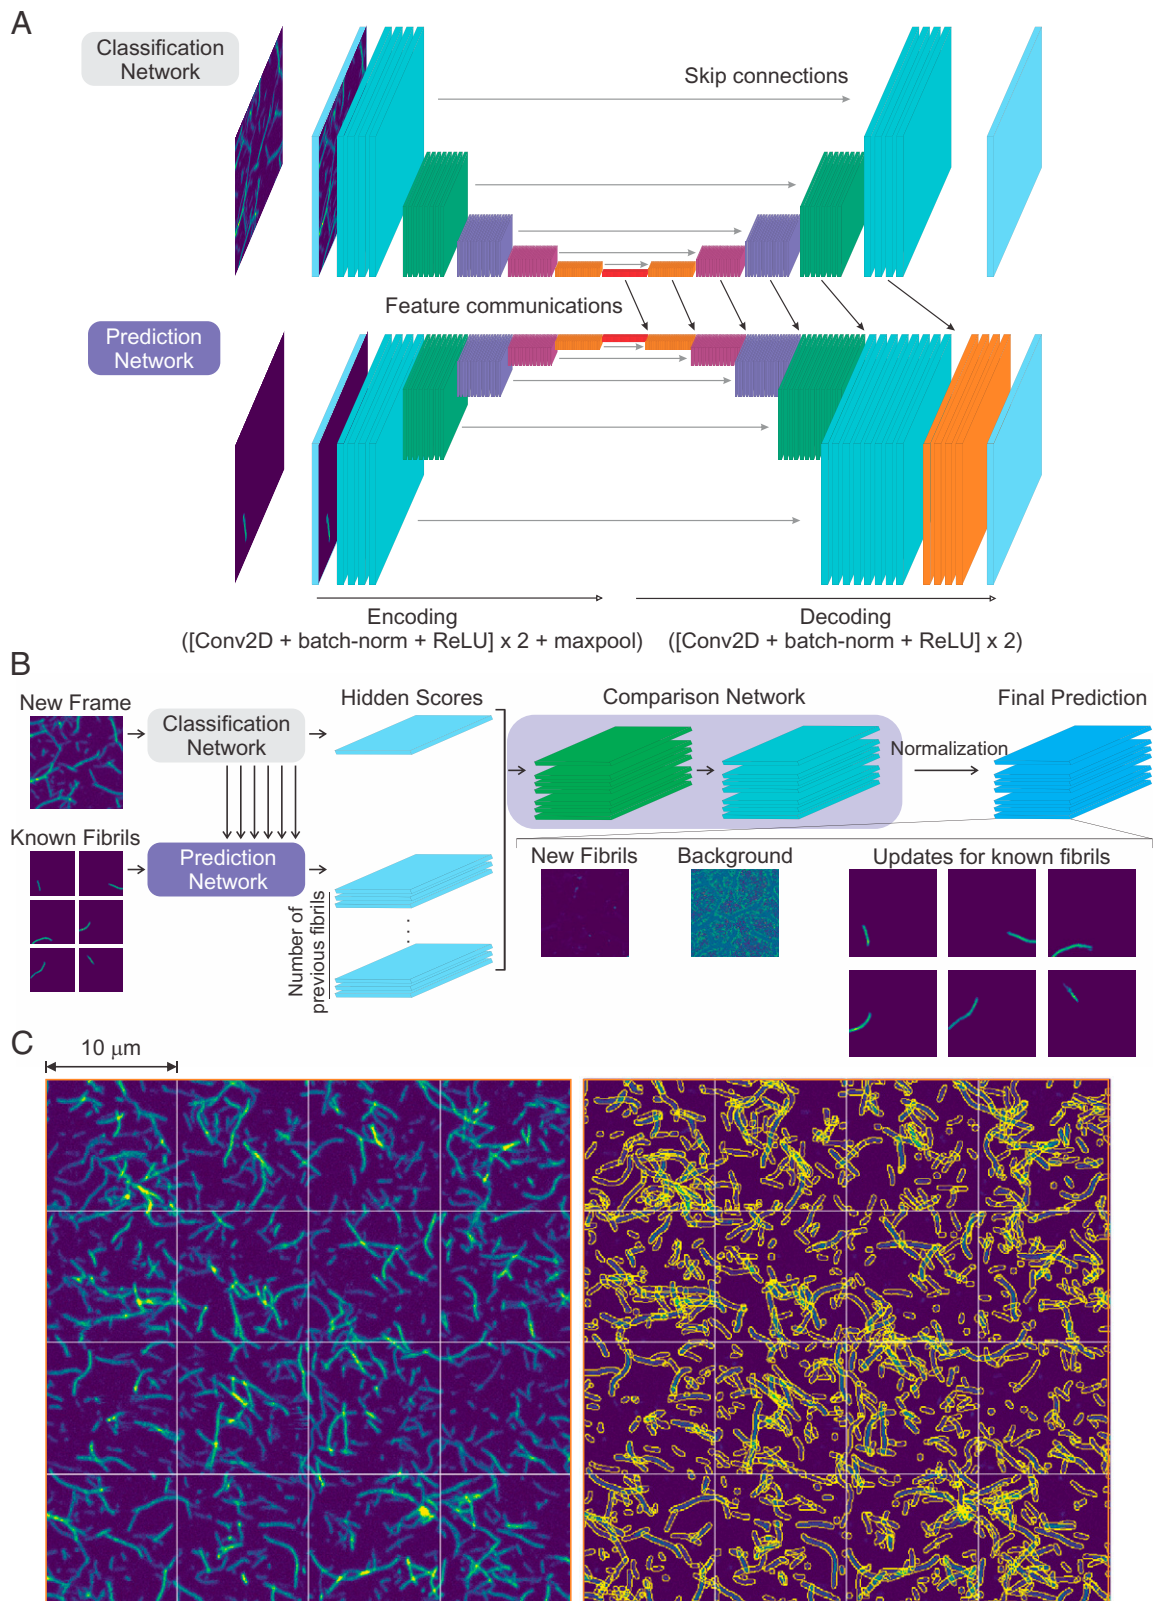 A
Classification
Network
Skip connections
Feature communications
Prediction
Network
Encoding
([Conv2D + batch-norm + ReLU] x 2 + maxpool)
Decoding
([Conv2D + batch-norm + ReLU] x 2)
B
New Frame
Classification
Network
Hidden Scores
Comparison Network
Final Prediction
Normalization
Known Fibrils
Prediction
Network
Number of
previous fibrils
New Fibrils
Background
Updates for known fibrils
C
10 μm